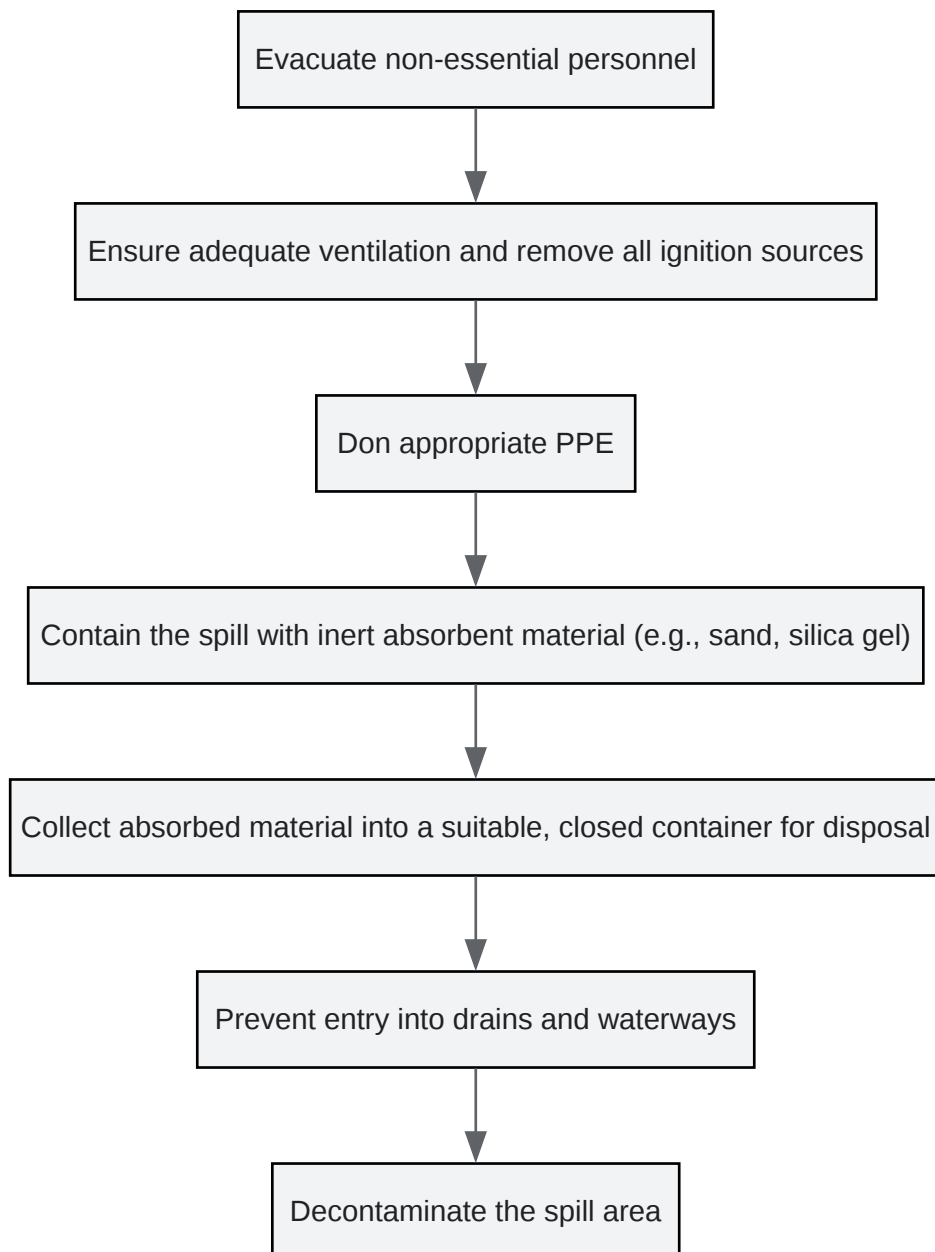 Evacuate non-essential personnel
Ensure adequate ventilation and remove all ignition sources
Don appropriate PPE
Contain the spill with inert absorbent material (e.g., sand, silica gel)
Collect absorbed material into a suitable, closed container for disposal
Prevent entry into drains and waterways
Decontaminate the spill area